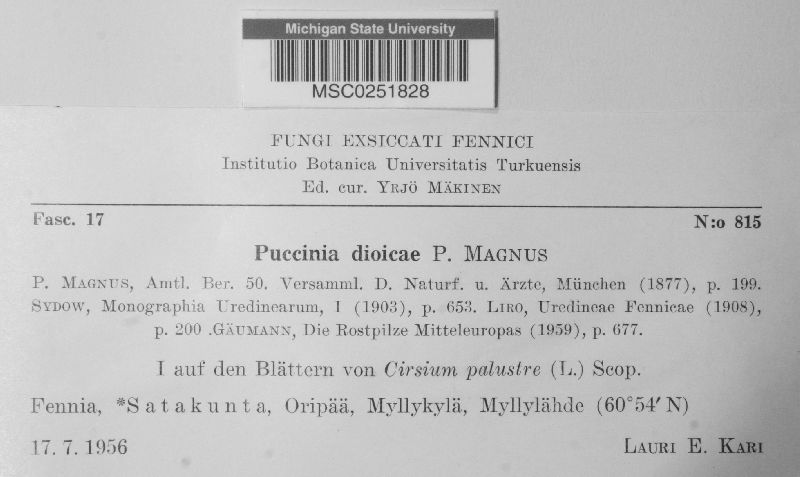 Michigan State University
MSC0251828
FUNGI EXSICCATI FENNICI
Institutio Botanica Universitatis Turkuensis
Ed. cur. YRJÖ MÄKINEN
Fasc. 17 N:o 815
Puccinia dioicae P. MAGNUS
P. MAGNUS, Amtl. Ber. 50. Versamml. D. Naturf. u. Ärzte, München (1877), p. 199.
SYDOW, Monographia Uredinearum, I (1903), p. 653. LIRO, Uredineae Fennicae (1908),
p. 200 .GÄUMANN, Die Rostpilze Mitteleuropas (1959), p. 677.
I auf den Blättern von Cirsium palustre (L.) Scop.
Fennia, *Satakunta, Oripää, Myllykylä, Myllylähde (60°54′ N)
17. 7. 1956 LAURI E. KARI